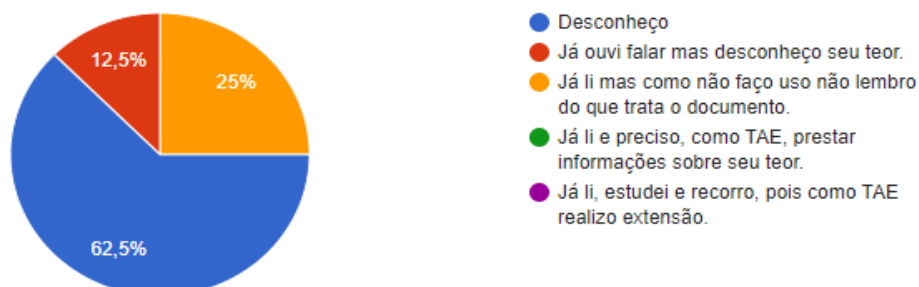 12,5%
25%
62,5%
Desconheço
Já ouvi falar mas desconheço seu teor.
Já li mas como não faço uso não lembro
do que trata o documento.
Já li e preciso, como TAE, prestar
informações sobre seu teor.
Já li, estudei e recorro, pois como TAE
realizo extensão.